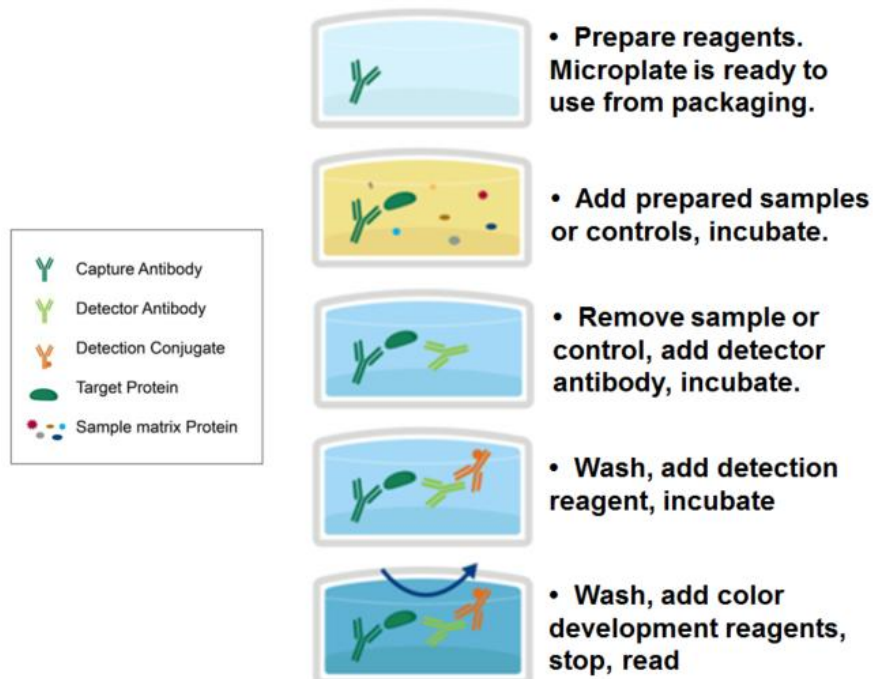 • Prepare reagents.
Microplate is ready to
use from packaging.
• Add prepared samples
or controls, incubate.
Capture Antibody
Detector Antibody
Detection Conjugate
Target Protein
Sample matrix Protein
• Remove sample or
control, add detector
antibody, incubate.
• Wash, add detection
reagent, incubate
• Wash, add color
development reagents,
stop, read